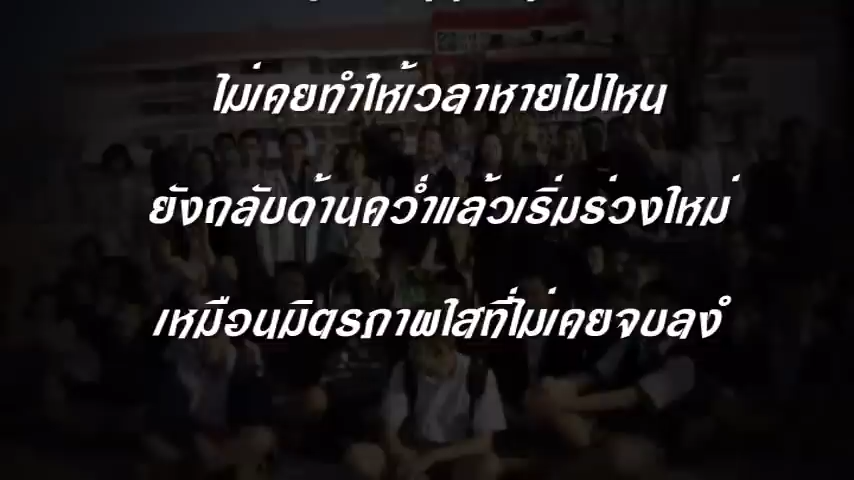 ไม่เคยทำให้เวลาหายไปไหน
ยังกลับด้านคว่ำแล้วเริ่มร่วงใหม่
เหมือนมิตรภาพใสที่ไม่เคยจบลงํ